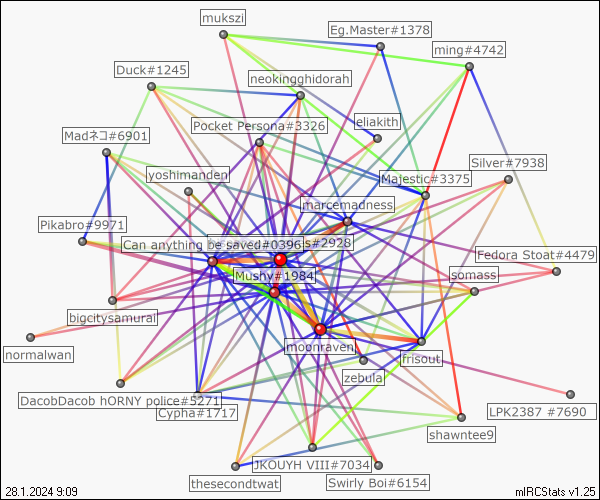 mukszi
Eg.Master#1378
ming#4742
Duck#1245
neokingghidorah
eliakith
Pocket Persona#3326
Madネコ#6901
Silver#7938
yoshimanden
Majestic#3375
marcemadness
Pikabro#9971
Can anything be saved#0396
s#2928
Fedora Stoat#4479
Mushy#1984
somass
bigcitysamurai
moonraven
normalwan
frisout
zebula
DacobDacob hORNY police#5271
Cypha#1717
LPK2387 #7690
shawntee9
JKOUYH VIII#7034
thesecondtwat
Swirly Boi#6154
28.1.2024 9:09
mIRCStats v1.25